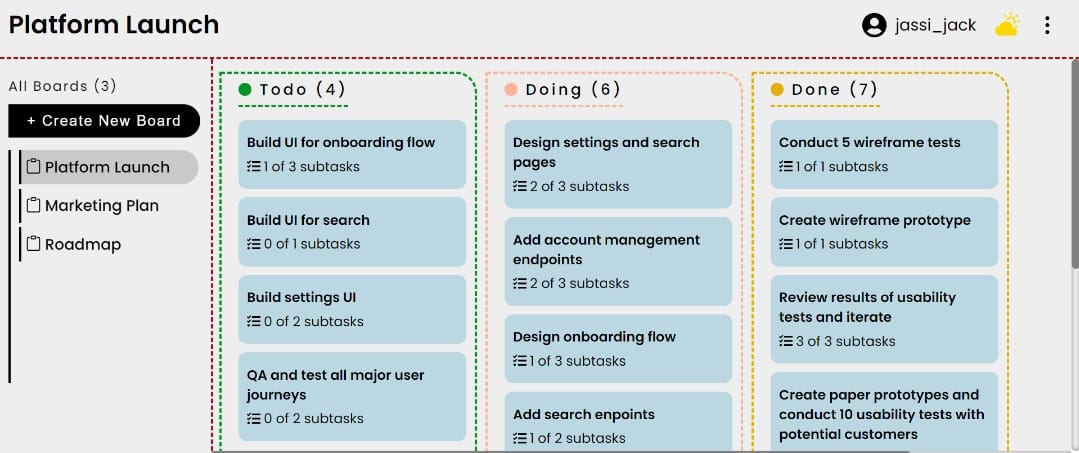 Platform Launch
jassi_jack
All Boards (3)
+ Create New Board
Platform Launch
Marketing Plan
Roadmap
Todo (4)
Build UI for onboarding flow
1 of 3 subtasks
Build UI for search
0 of 1 subtasks
Build settings UI
0 of 2 subtasks
QA and test all major user
journeys
0 of 2 subtasks
Doing (6)
Design settings and search
pages
2 of 3 subtasks
Add account management
endpoints
2 of 3 subtasks
Design onboarding flow
1 of 3 subtasks
Add search enpoints
1 of 2 subtasks
Done (7)
Conduct 5 wireframe tests
1 of 1 subtasks
Create wireframe prototype
1 of 1 subtasks
Review results of usability
tests and iterate
3 of 3 subtasks
Create paper prototypes and
conduct 10 usability tests with
potential customers